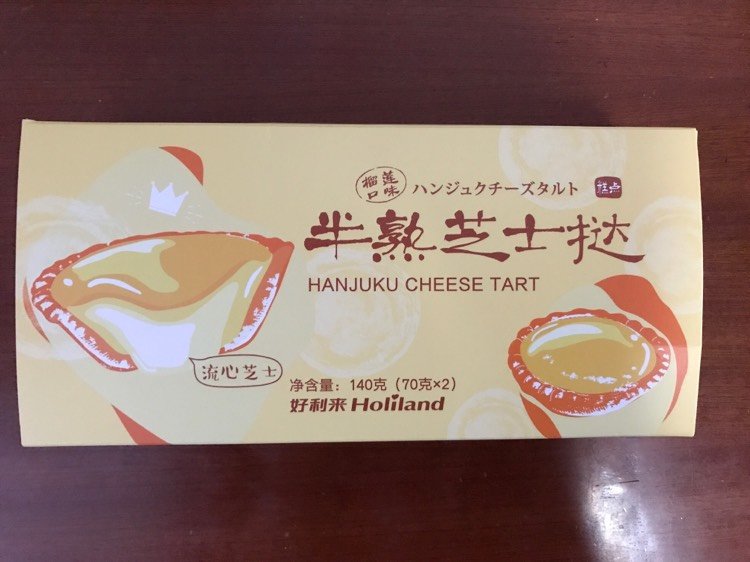 榴莲
口味
ハンジュクチーズタルト
糕点
半熟芝士挞
HANJUKU CHEESE TART
流心芝士
净含量：140克（70克×2）
好利来 Holiland